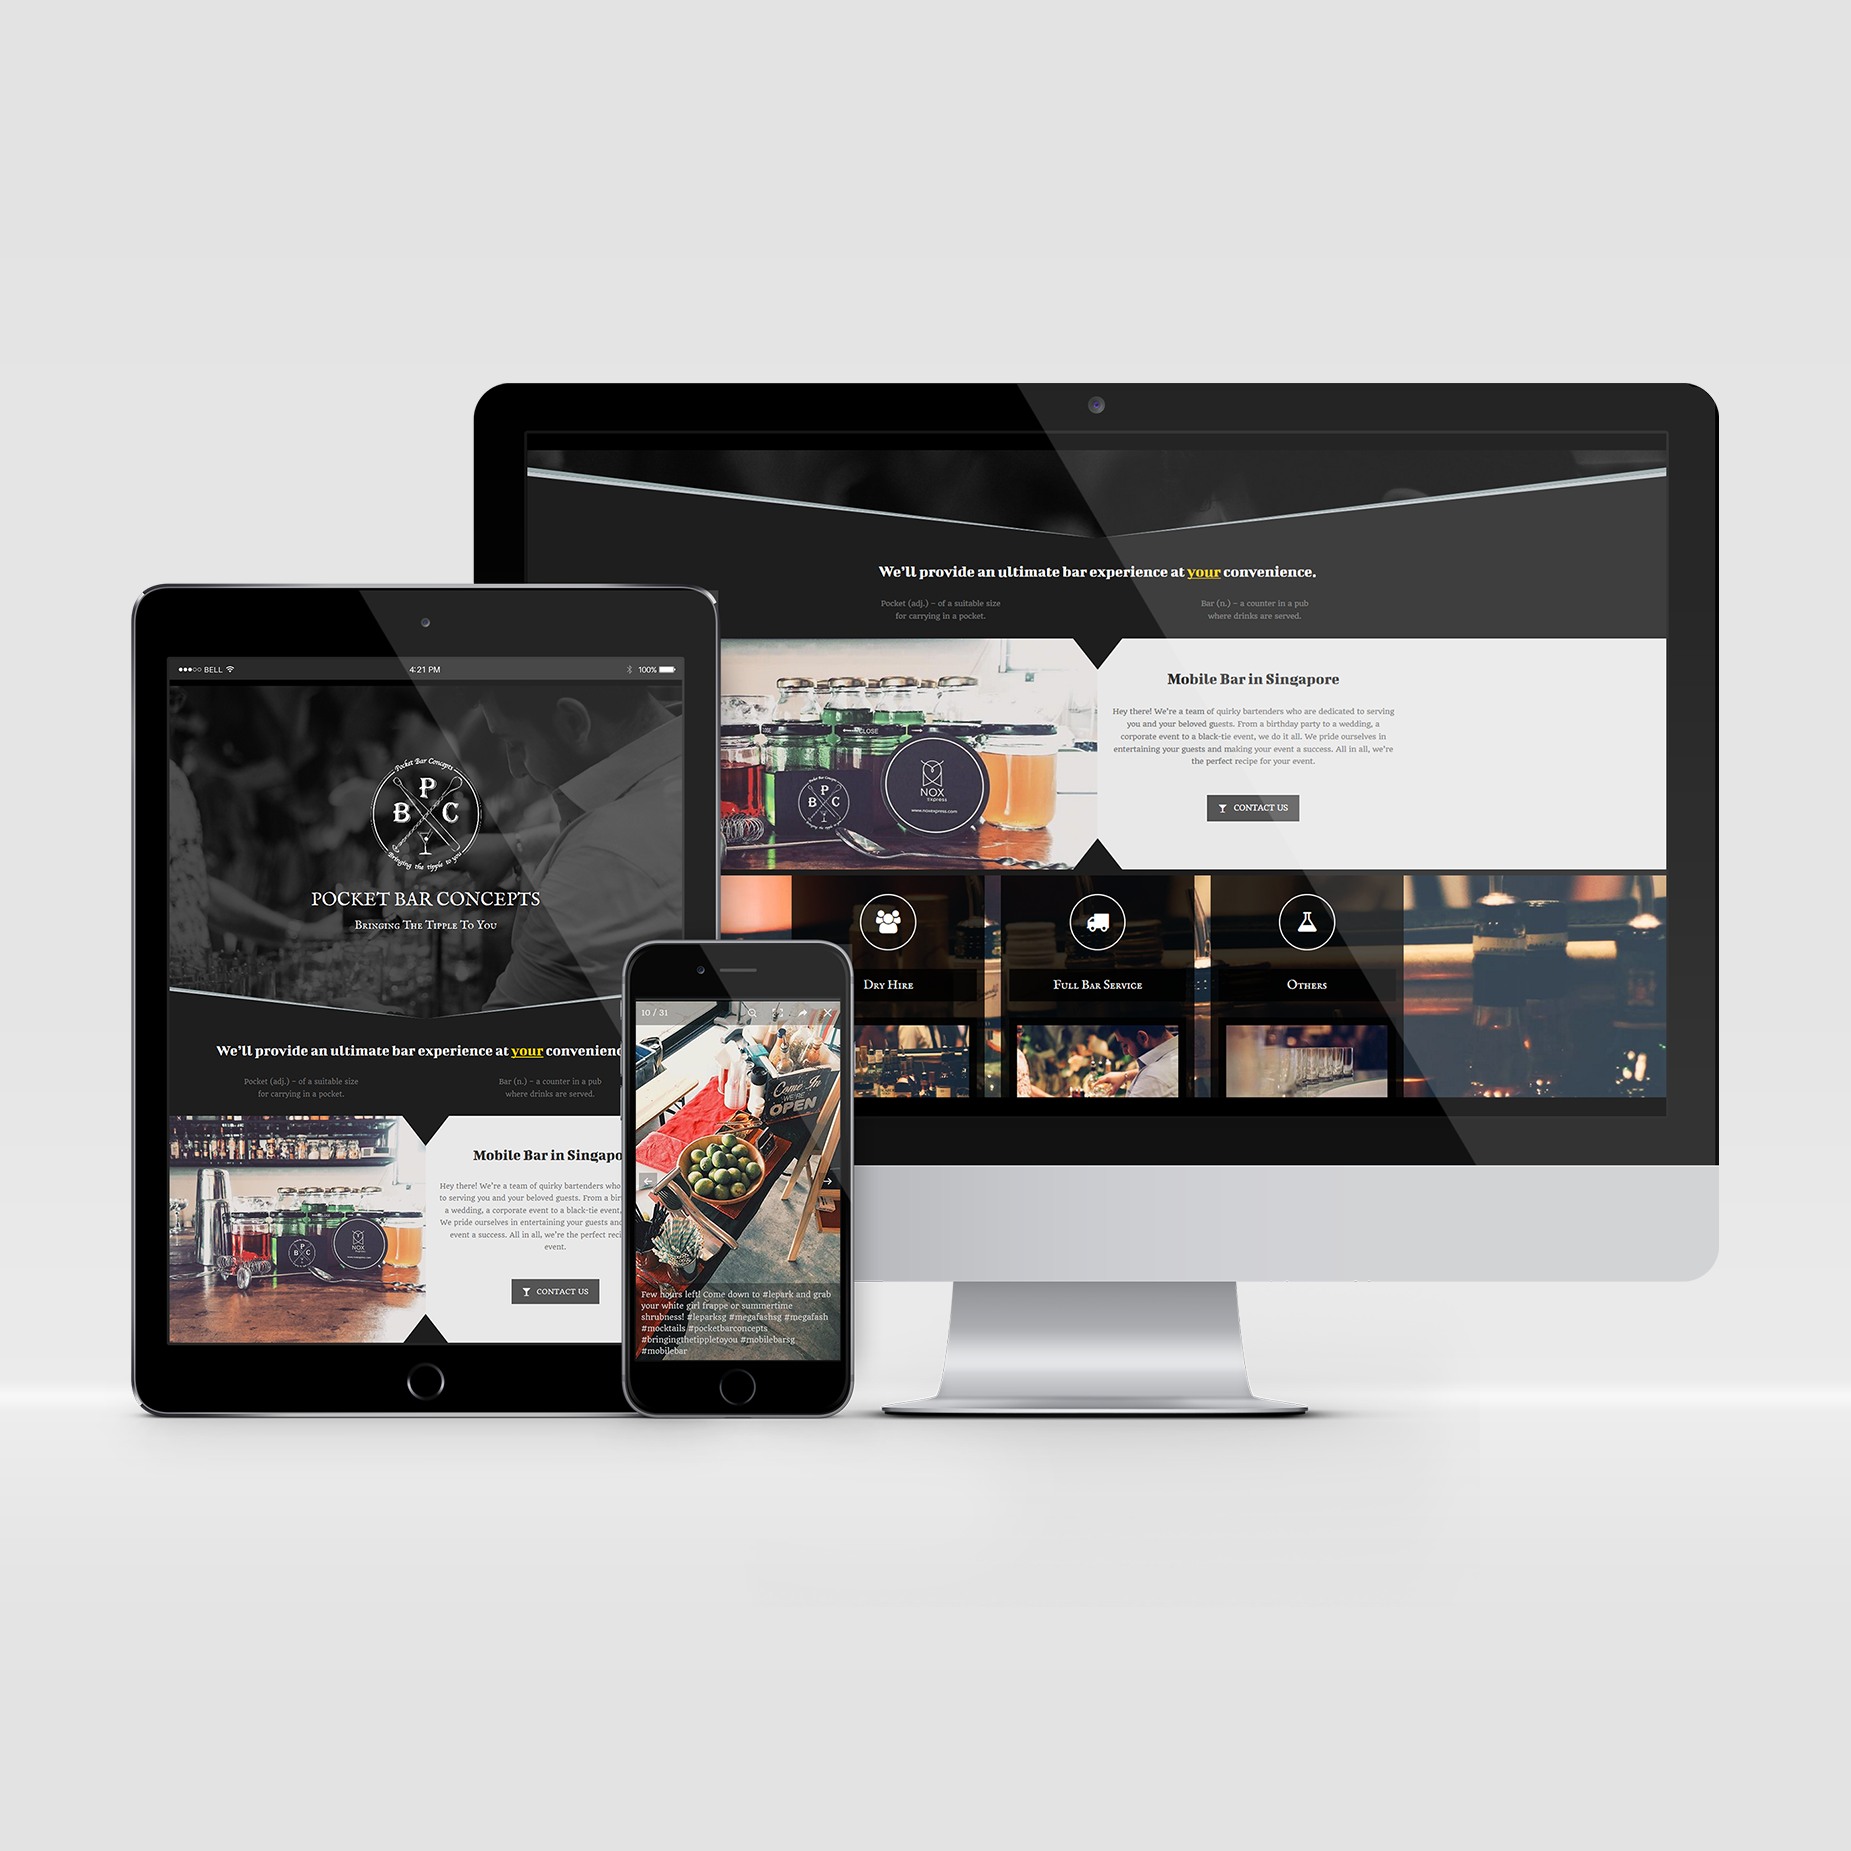 We'll provide an ultimate bar experience at your convenience.
Pocket (adj.) – of a suitable size
for carrying in a pocket.
Bar (n.) – a counter in a pub
where drinks are served.
CLOSE
Pocket Bar Concepts
P
B C
NOX
Express
www.noxexpress.com
Mobile Bar in Singapore
Hey there! We're a team of quirky bartenders who are dedicated to serving
you and your beloved guests. From a birthday party to a wedding, a
corporate event to a black-tie event, we do it all. We pride ourselves in
entertaining your guests and making your event a success. All in all, we're
the perfect recipe for your event.
CONTACT US
Dry Hire
Full Bar Service
Others
BELL
4:21 PM
100%
Pocket Bar Concepts
P
B C
Bringing the tipple to you
POCKET BAR CONCEPTS
Bringing The Tipple To You
We'll provide an ultimate bar experience at your convenienc
Pocket (adj.) – of a suitable size
for carrying in a pocket.
Bar (n.) – a counter in a pub
where drinks are served.
P
B C
NOX
Mobile Bar in Singapo
Hey there! We're a team of quirky bartenders who
to serving you and your beloved guests. From a bir
a wedding, a corporate event to a black-tie event,
We pride ourselves in entertaining your guests and
event a success. All in all, we're the perfect reci
event.
CONTACT US
10 / 31
Come In
WE'RE
OPEN
Few hours left! Come down to #lepark and grab
your white girl frappe or summertime
shrubness! #leparksg #megafashsg #megafash
#mocktails #pocketbarconcepts
#bringingthetippletoyou #mobilebarsg
#mobilebar